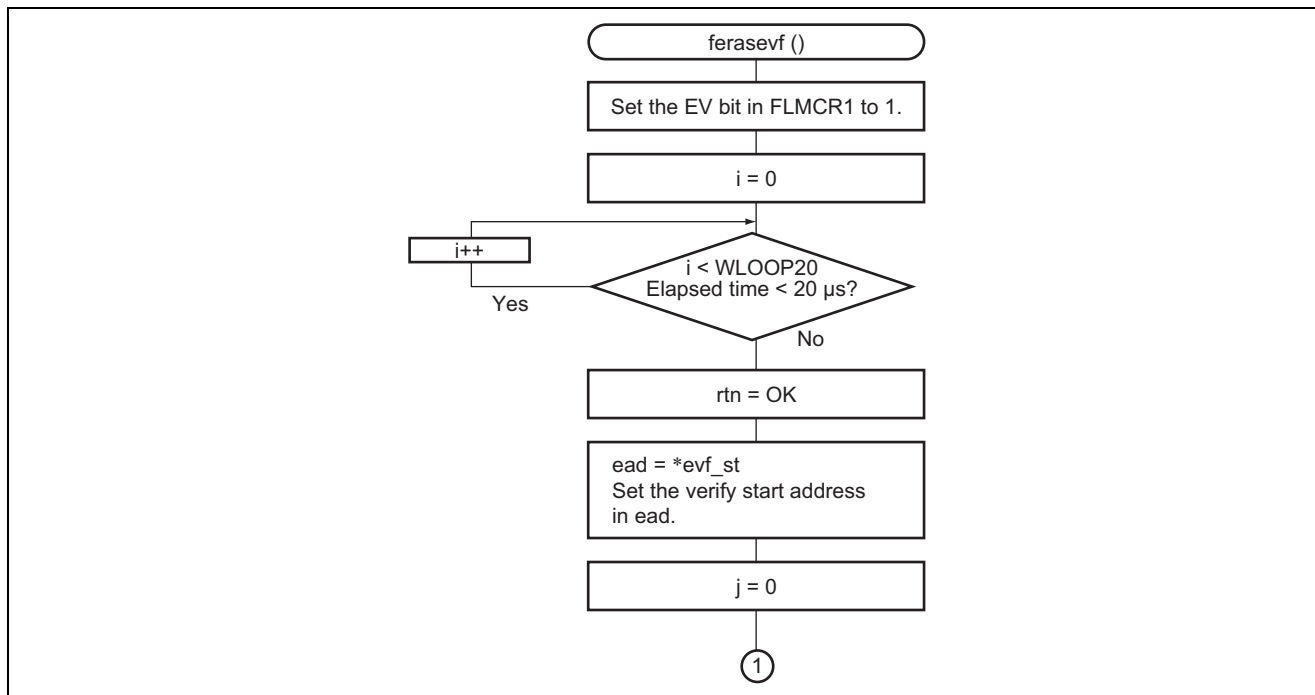 ferasevf ()
Set the EV bit in FLMCR1 to 1.
i = 0
i++
i < WLOOP20
Elapsed time < 20 µs?
Yes
No
rtn = OK
ead = *evf_st
Set the verify start address
in ead.
j = 0
1